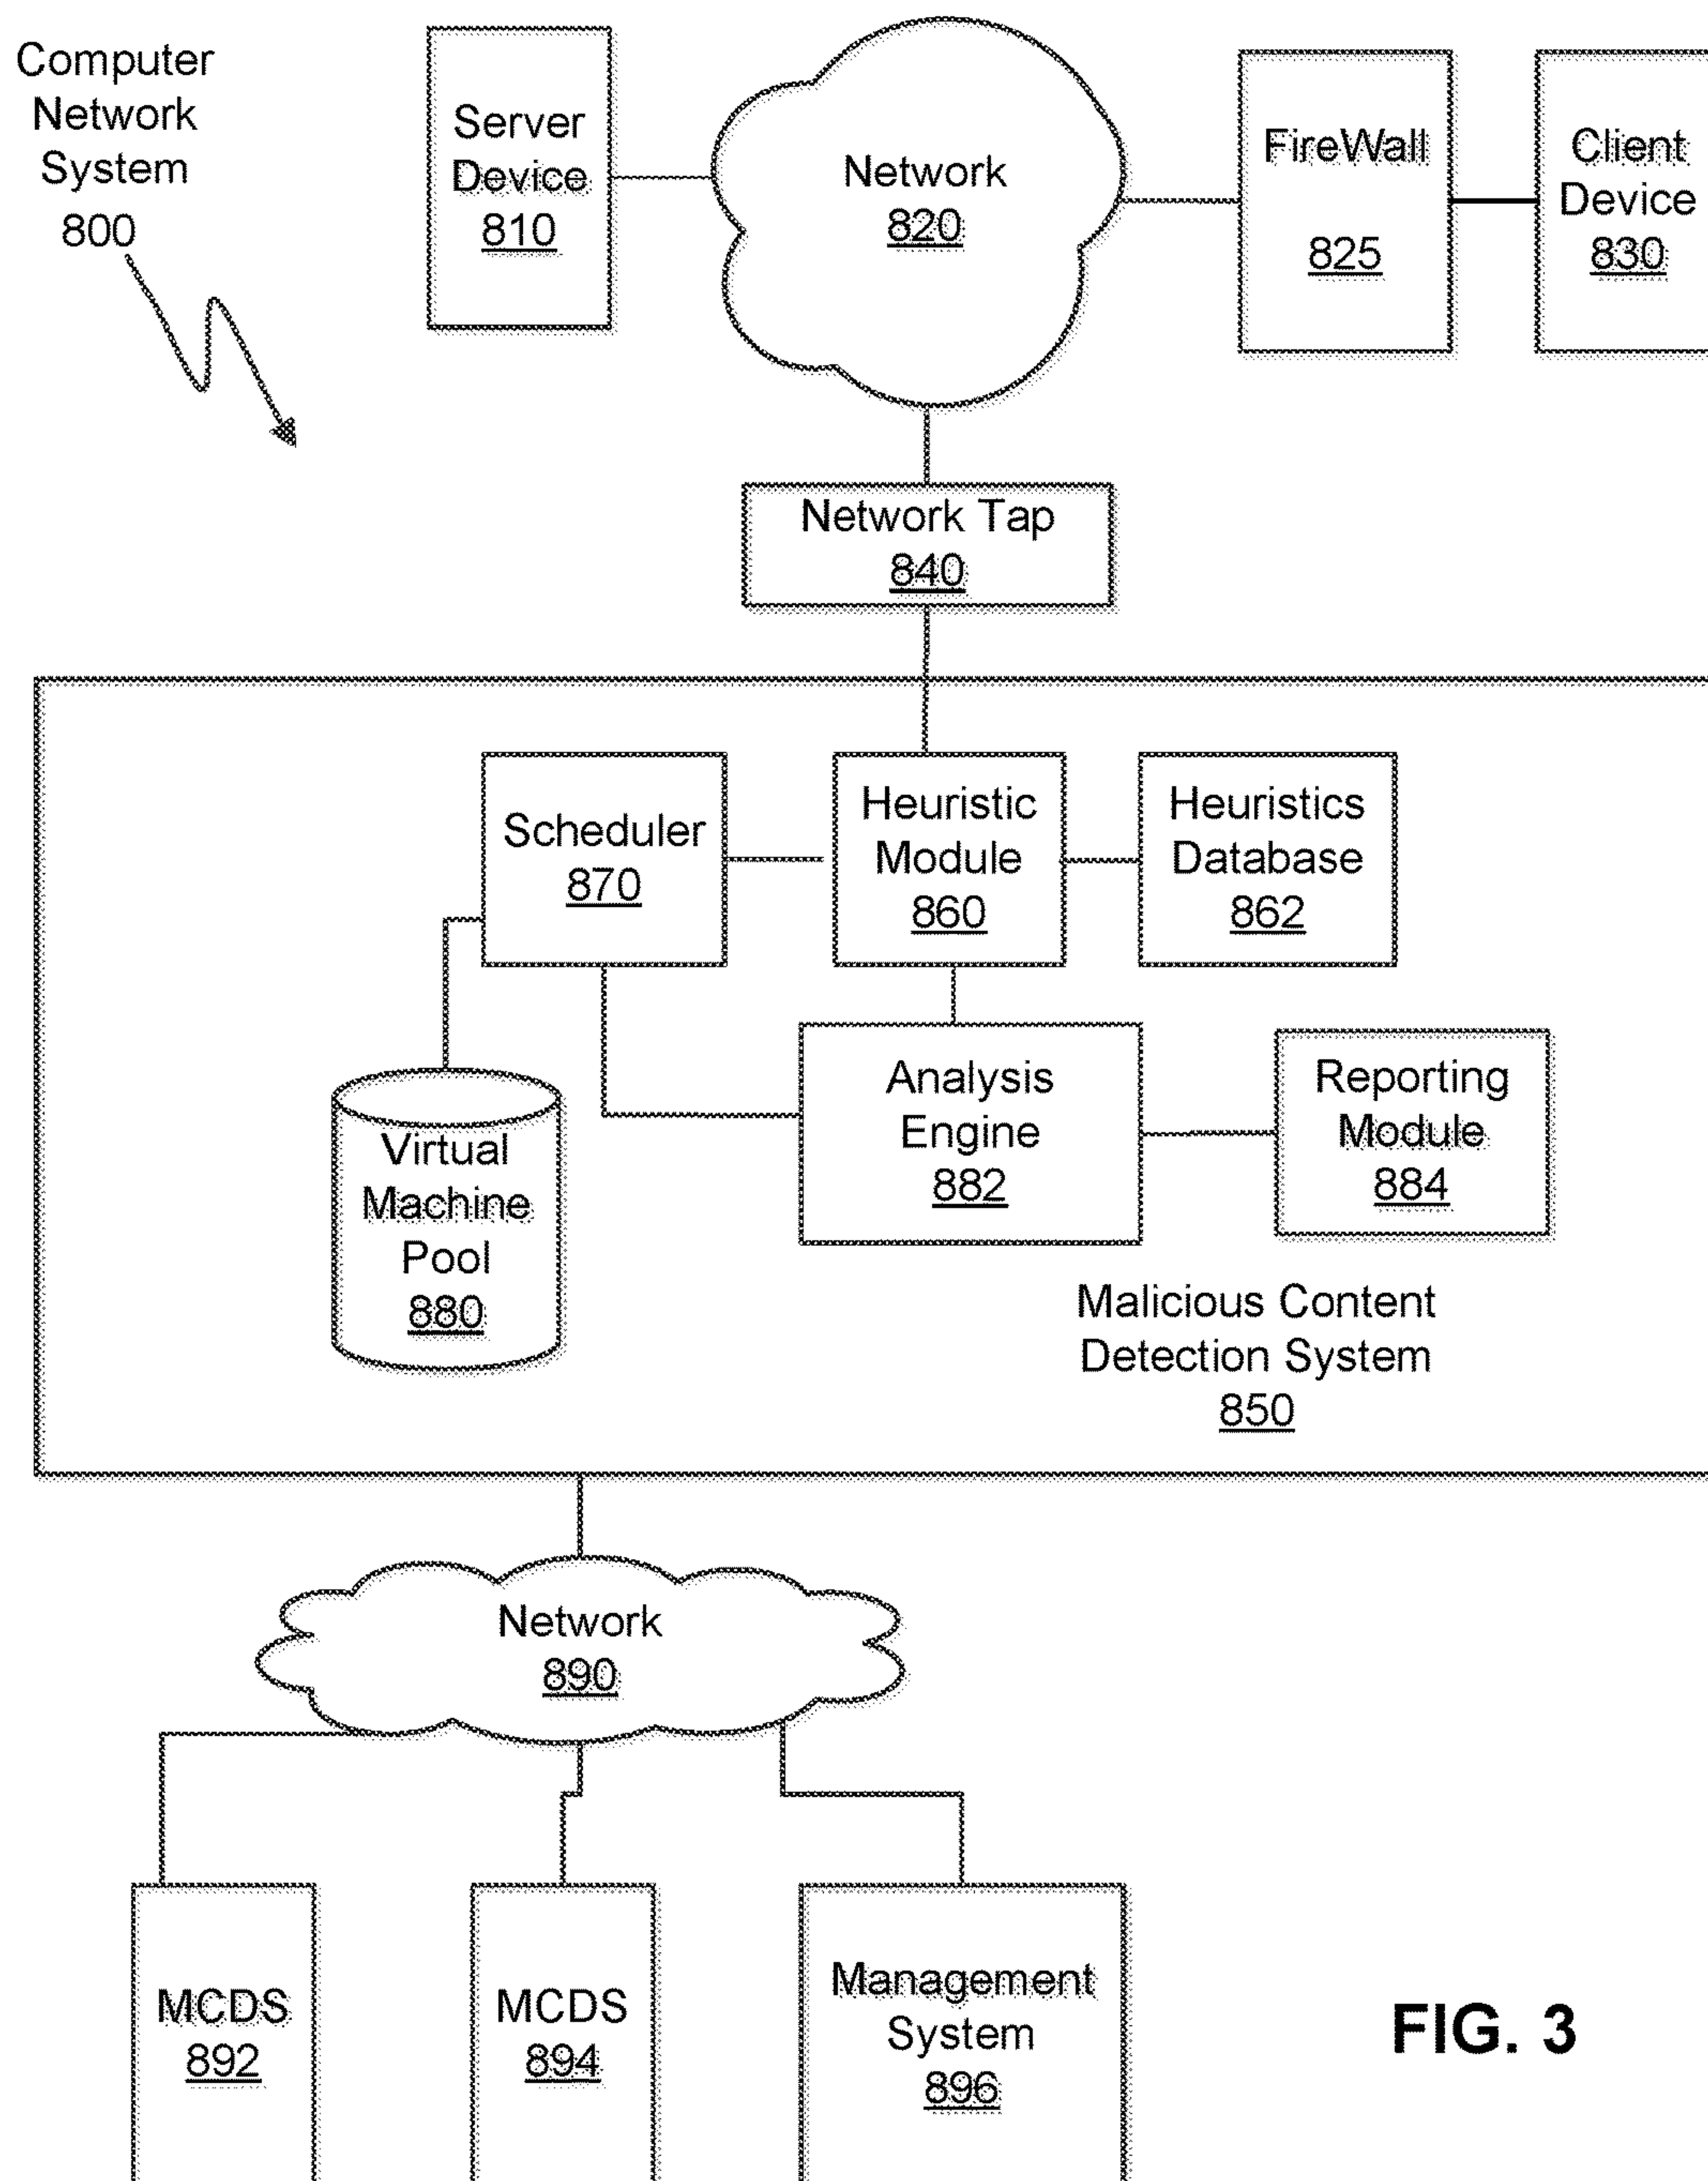 Computer
Network
System
800
Server
Device
810
Network
820
FireWall
825
Client
Device
830
Network Tap
840
Scheduler
870
Heuristic
Module
860
Heuristics
Database
862
Virtual
Machine
Pool
880
Analysis
Engine
882
Reporting
Module
884
Malicious Content
Detection System
850
Network
890
MCDS
892
MCDS
894
Management
System
896
FIG. 3